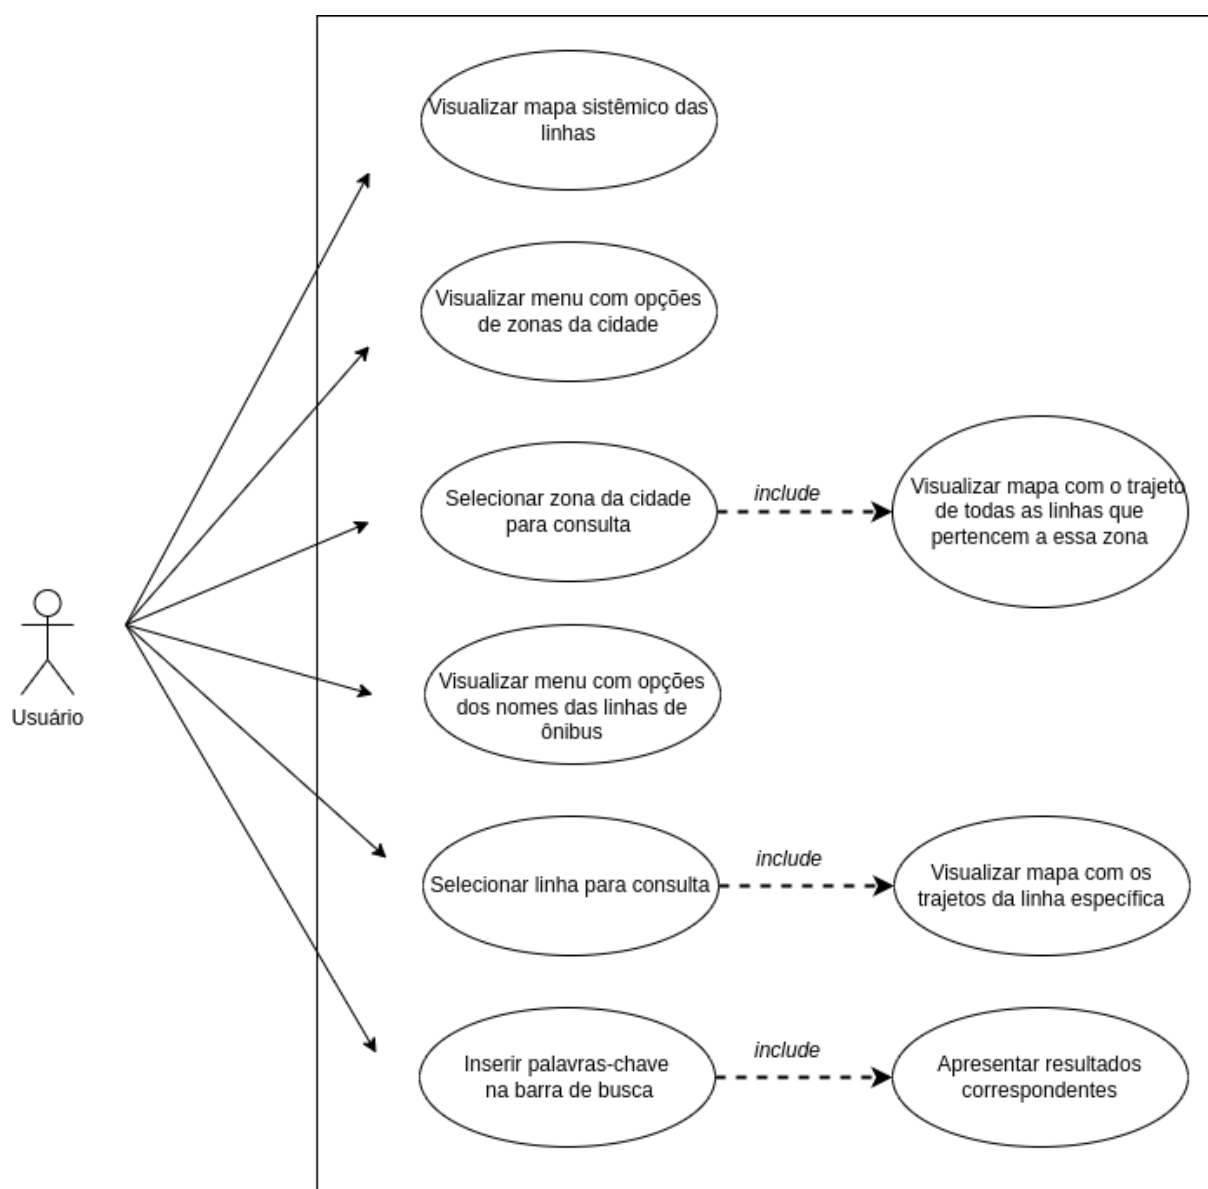 Visualizar mapa sistêmico das
linhas
Visualizar menu com opções
de zonas da cidade
Selecionar zona da cidade
para consulta
include
Visualizar mapa com o trajeto
de todas as linhas que
pertencem a essa zona
Usuário
Visualizar menu com opções
dos nomes das linhas de
ônibus
Selecionar linha para consulta
include
Visualizar mapa com os
trajetos da linha específica
Inserir palavras-chave
na barra de busca
include
Apresentar resultados
correspondentes